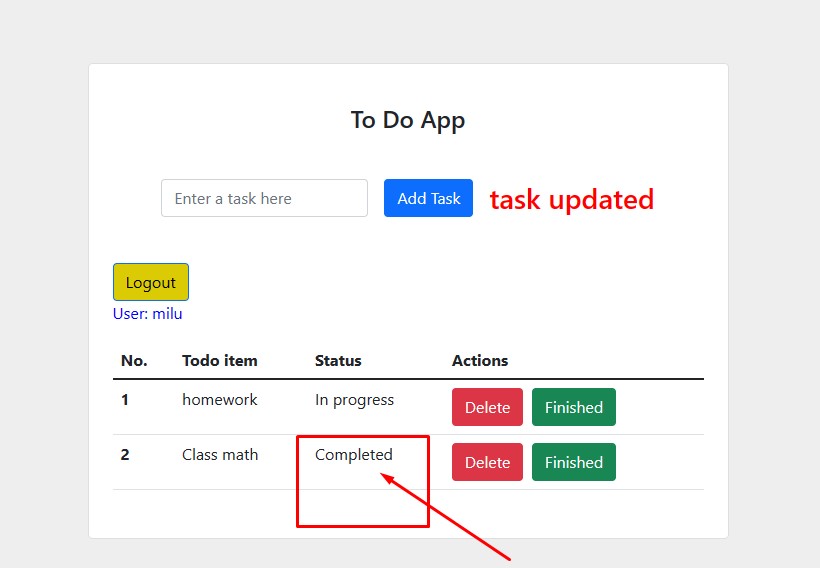 To Do App
Enter a task here Add Task task updated
Logout
User: milu
No. Todo item Status Actions
1 homework In progress Delete Finished
2 Class math Completed Delete Finished